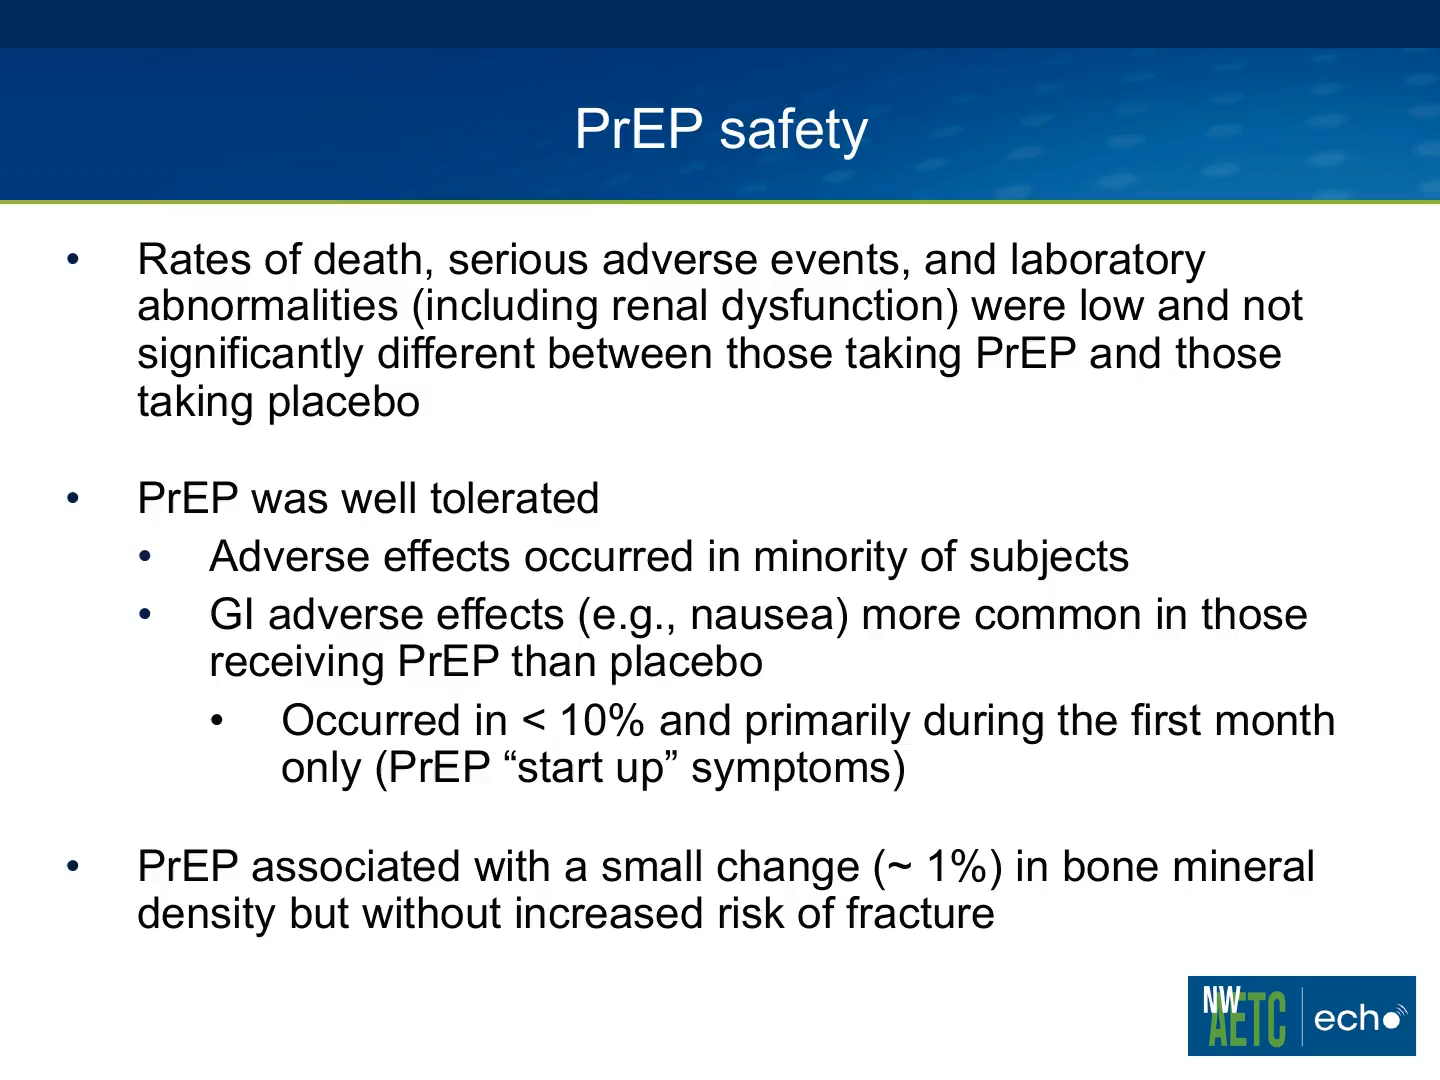 PrEP safety
• Rates of death, serious adverse events, and laboratory
abnormalities (including renal dysfunction) were low and not
significantly different between those taking PrEP and those
taking placebo
• PrEP was well tolerated
• Adverse effects occurred in minority of subjects
• GI adverse effects (e.g., nausea) more common in those
receiving PrEP than placebo
• Occurred in < 10% and primarily during the first month
only (PrEP “start up” symptoms)
• PrEP associated with a small change (~ 1%) in bone mineral
density but without increased risk of fracture
NW
AETC
echo